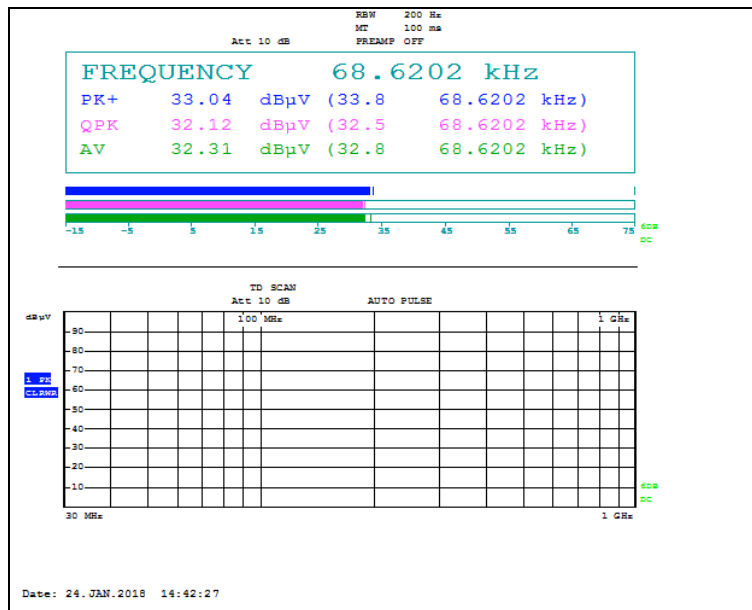 RBW 200 Hz
MT 100 ms
Att 10 dB PREAMP OFF
FREQUENCY 68.6202 kHz
PK+ 33.04 dBµV (33.8 68.6202 kHz)
QPK 32.12 dBµV (32.5 68.6202 kHz)
AV 32.31 dBµV (32.8 68.6202 kHz)
-15 -5 5 15 25 35 45 55 65 75
6DB
DC
TD SCAN
Att 10 dB AUTO PULSE
dBµV 100 MHz 1 GHz
90
80
70
1 PK
60
CLRWR
50
40
30
20
10
6DB
DC
30 MHz 1 GHz
Date: 24.JAN.2018 14:42:27